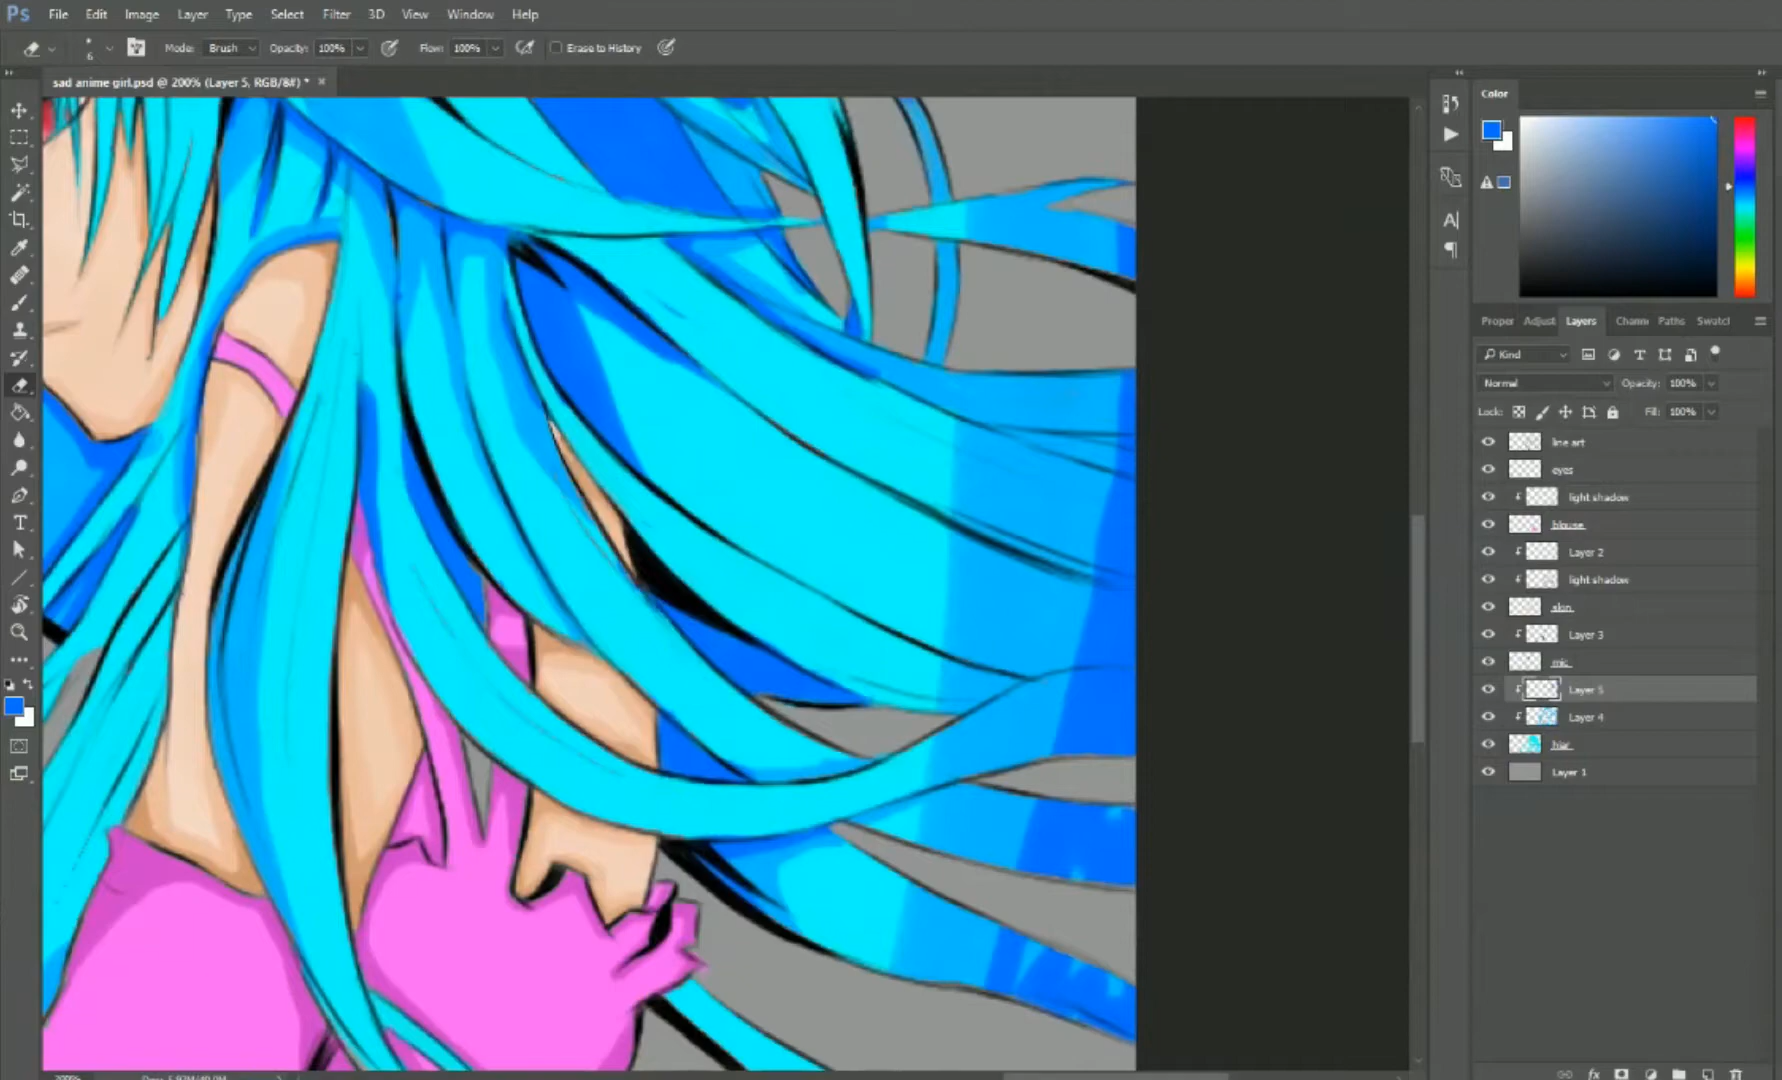 Ps File Edit Image Layer Type Select Filter 3D View Window Help
6 Mode: Brush Opacity: 100% Flow: 100% Erase to History
sad anime girl.psd @ 200% (Layer 5, RGB/8#) * ×
Color
Proper Adjust Layers Chann Paths Swatcl
Kind
Normal Opacity: 100%
Lock: Fill: 100%
line art
eyes
light shadow
blouse
Layer 2
light shadow
skin
Layer 3
mic
Layer 5
Layer 4
hiar
Layer 1
200%